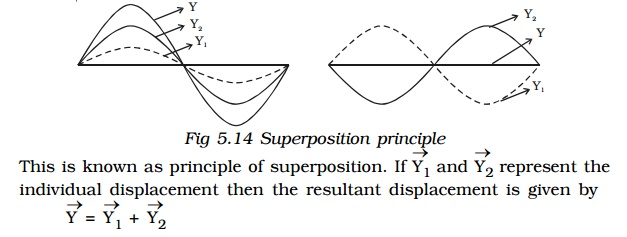 Y
Y₂
Y₁
Y₂
Y
Y₁
Fig 5.14 Superposition principle
This is known as principle of superposition. If Y⃗₁ and Y⃗₂ represent the
individual displacement then the resultant displacement is given by
Y⃗ = Y⃗₁ + Y⃗₂